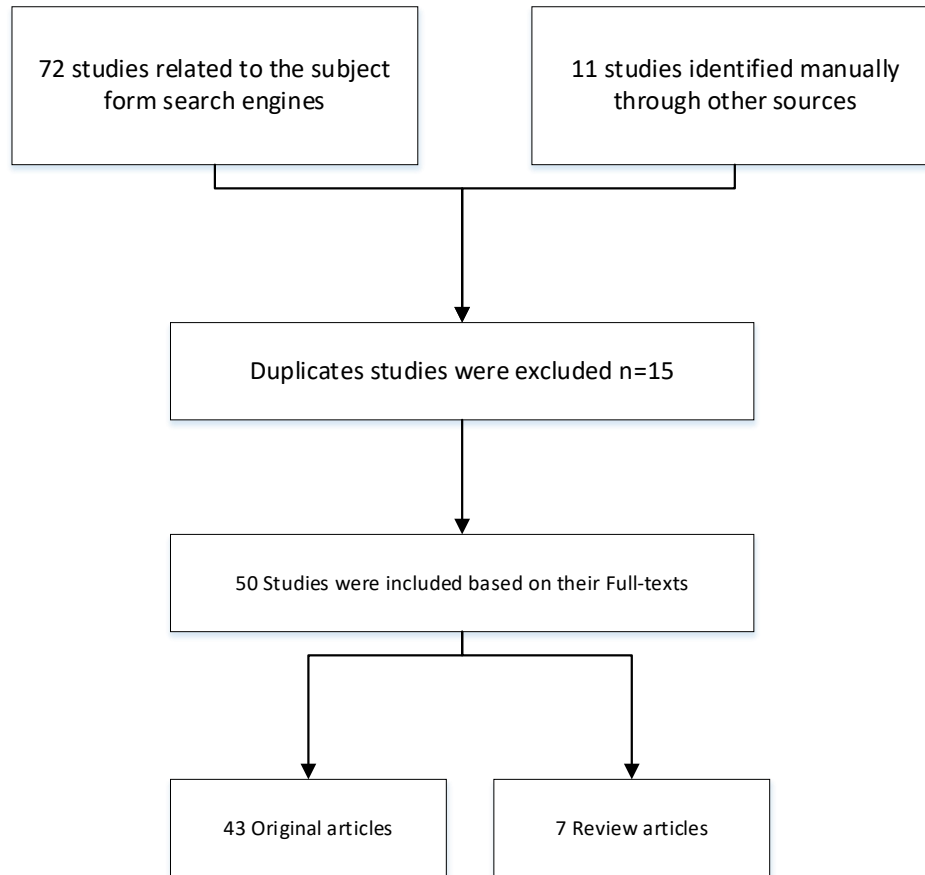 72 studies related to the subject
form search engines
11 studies identified manually
through other sources
Duplicates studies were excluded n=15
50 Studies were included based on their Full-texts
43 Original articles
7 Review articles